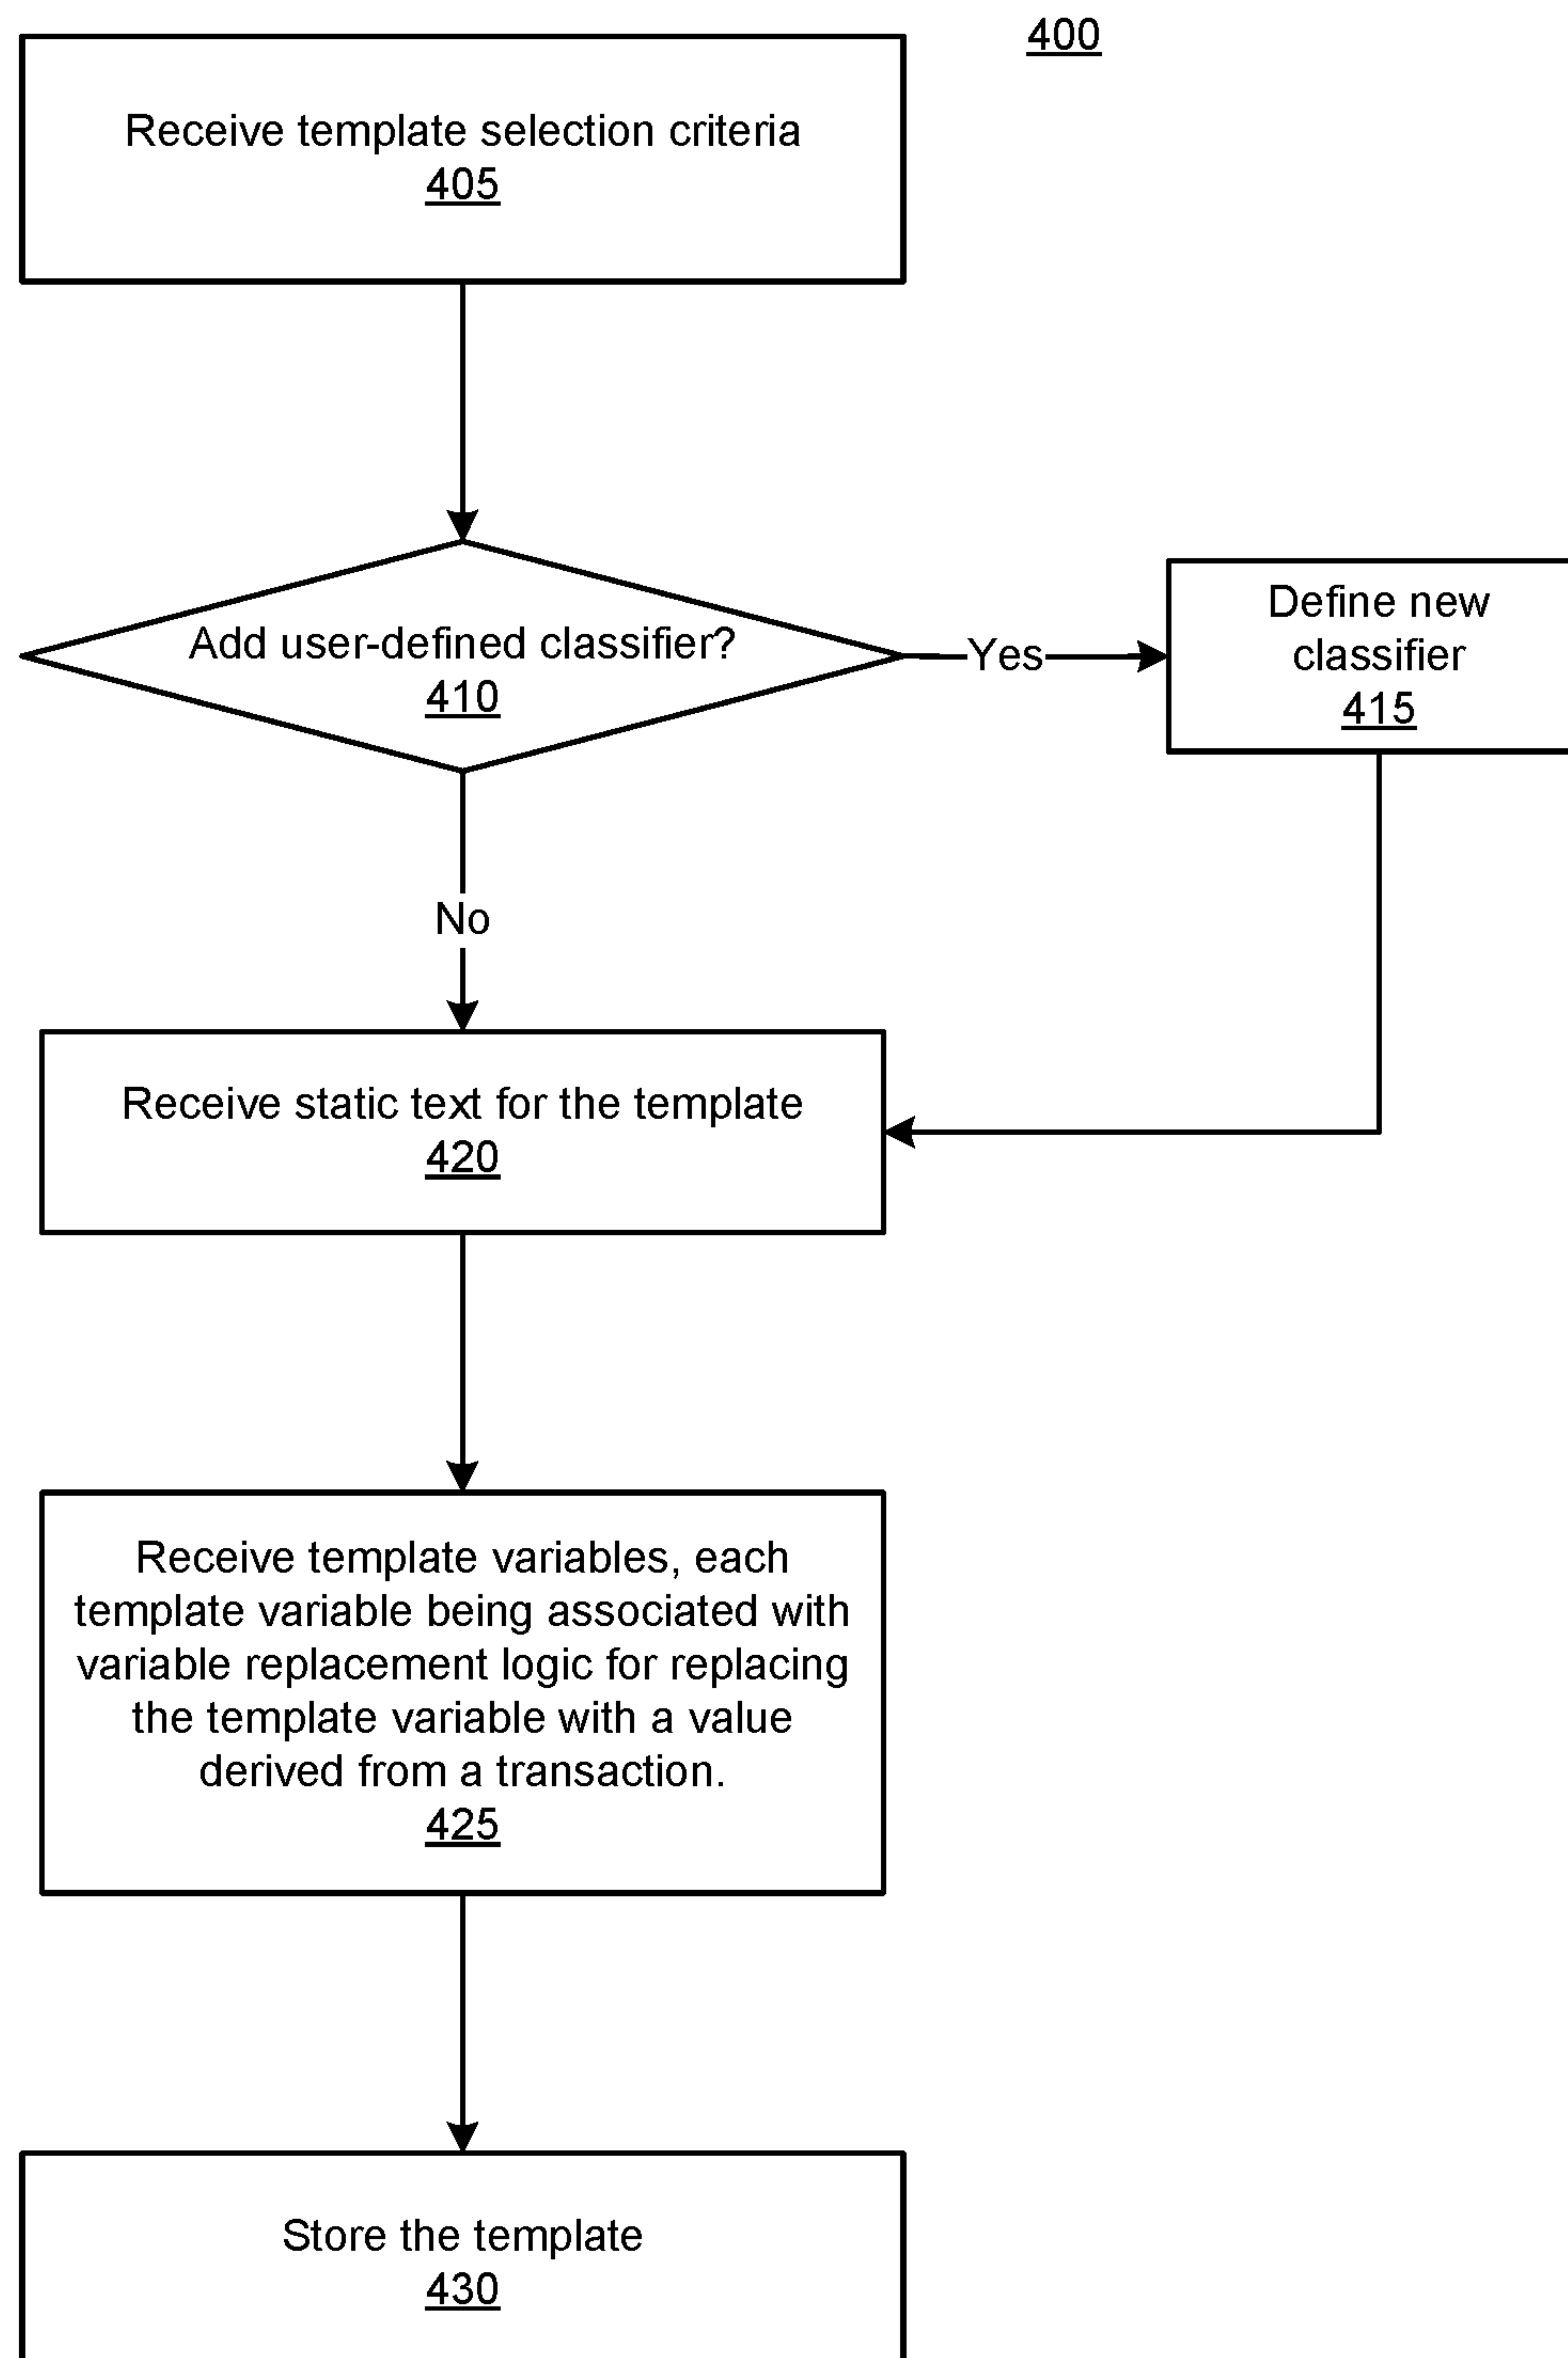 400
Receive template selection criteria
405
Add user-defined classifier?
410
Yes
Define new
classifier
415
No
Receive static text for the template
420
Receive template variables, each
template variable being associated with
variable replacement logic for replacing
the template variable with a value
derived from a transaction.
425
Store the template
430